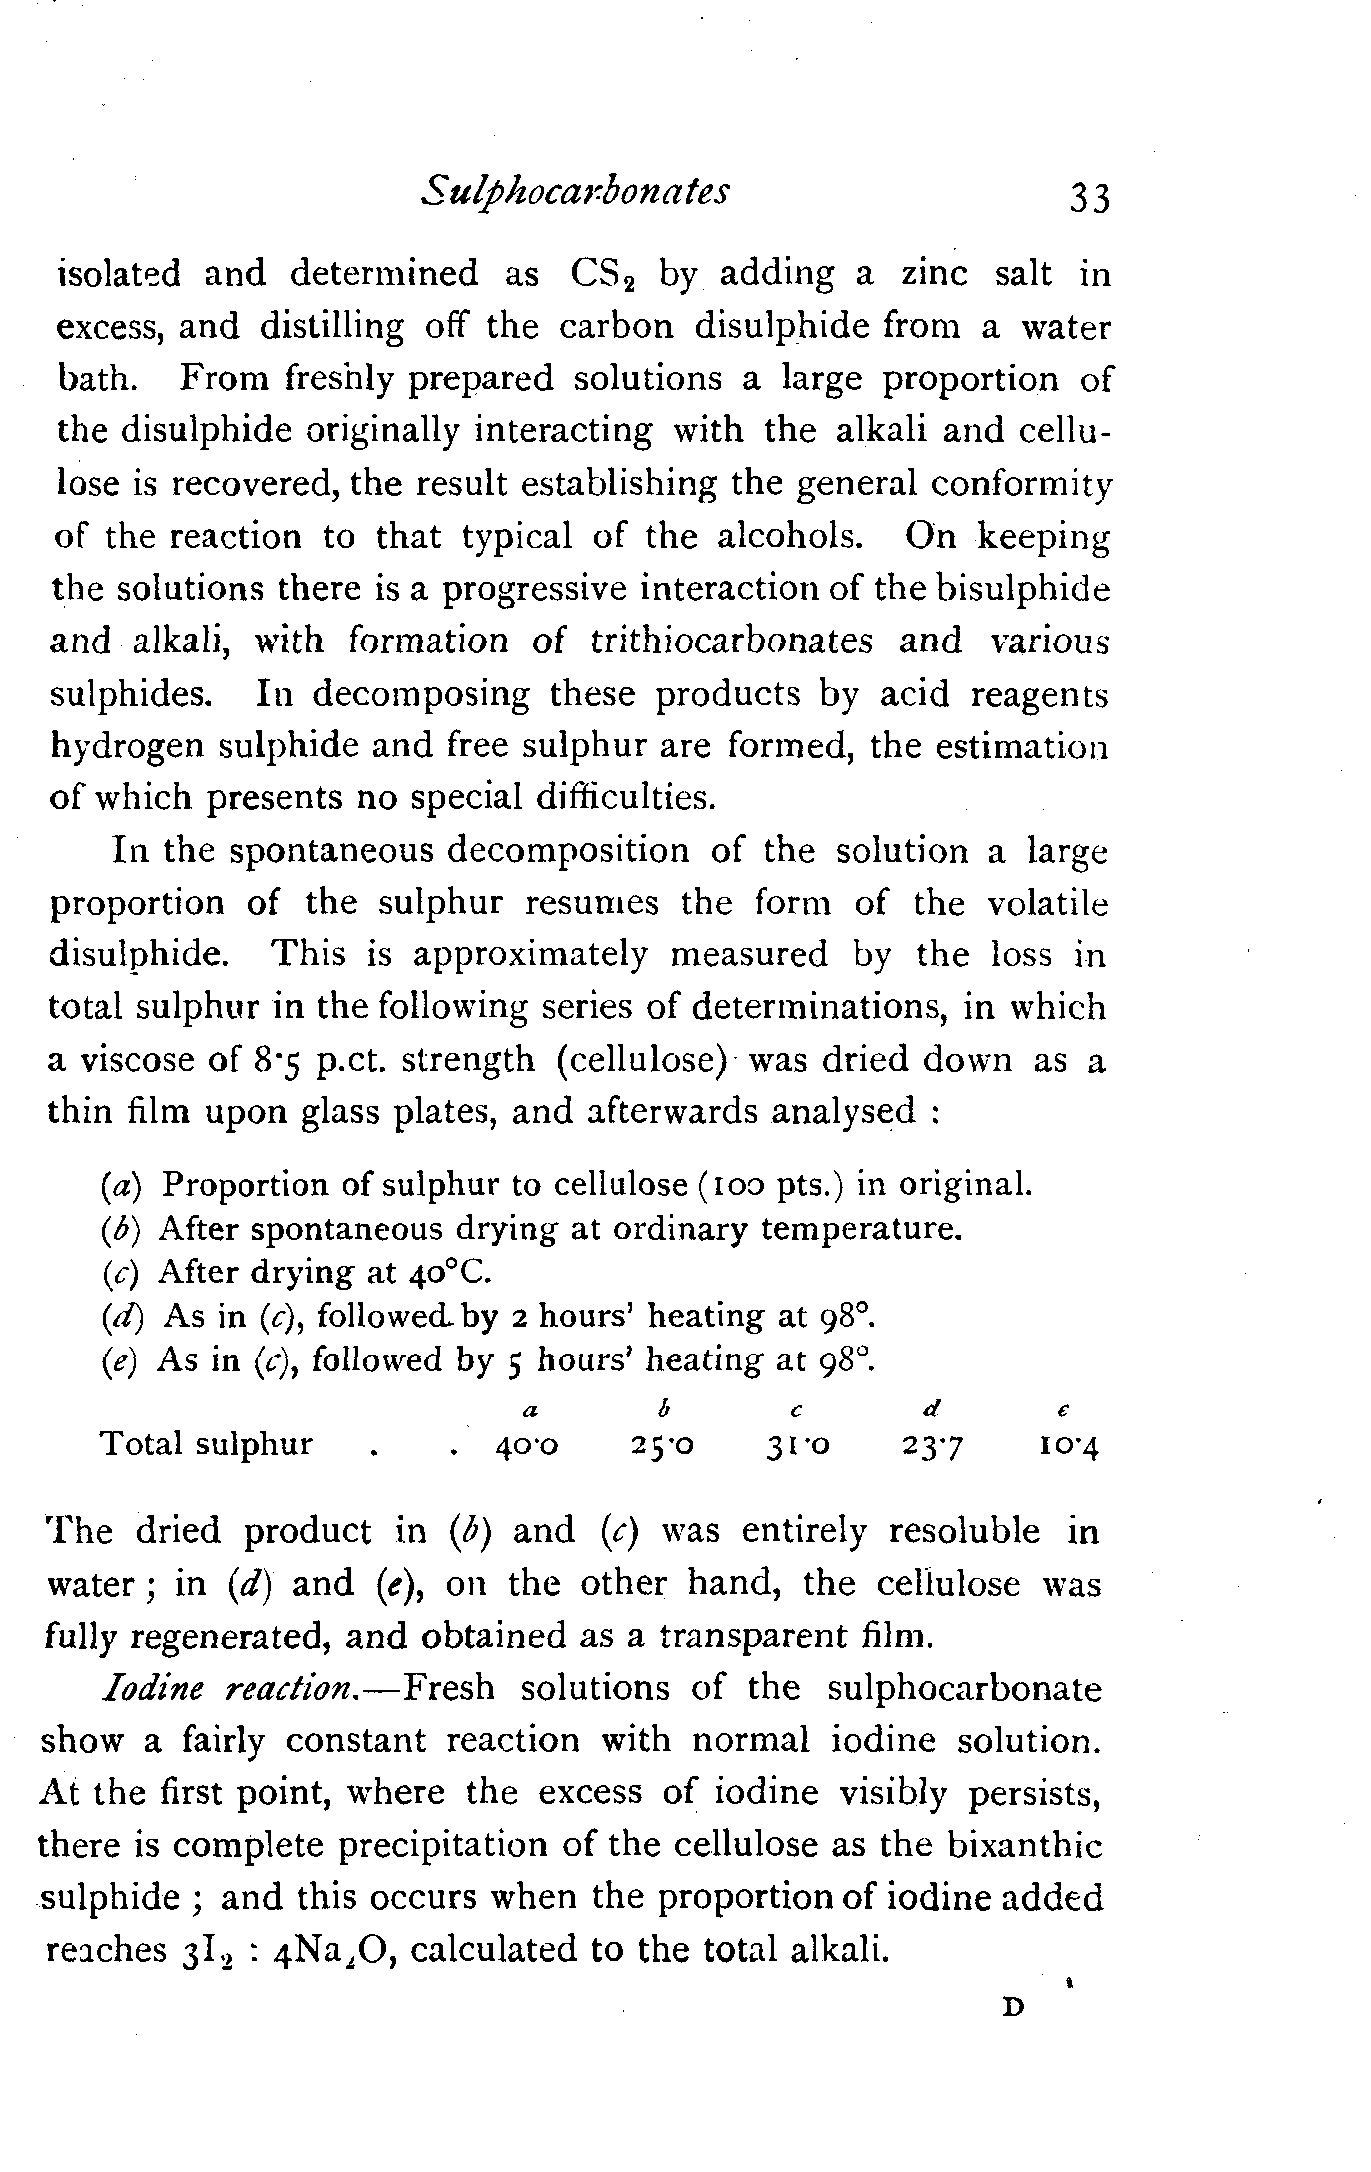 Sulphocarbonates 33
isolated and determined as CS₂ by adding a zinc salt in
excess, and distilling off the carbon disulphide from a water
bath. From freshly prepared solutions a large proportion of
the disulphide originally interacting with the alkali and cellu-
lose is recovered, the result establishing the general conformity
of the reaction to that typical of the alcohols. On keeping
the solutions there is a progressive interaction of the bisulphide
and alkali, with formation of trithiocarbonates and various
sulphides. In decomposing these products by acid reagents
hydrogen sulphide and free sulphur are formed, the estimation
of which presents no special difficulties.
In the spontaneous decomposition of the solution a large
proportion of the sulphur resumes the form of the volatile
disulphide. This is approximately measured by the loss in
total sulphur in the following series of determinations, in which
a viscose of 8·5 p.ct. strength (cellulose) was dried down as a
thin film upon glass plates, and afterwards analysed :
(a) Proportion of sulphur to cellulose (100 pts.) in original.
(b) After spontaneous drying at ordinary temperature.
(c) After drying at 40°C.
(d) As in (c), followed by 2 hours' heating at 98°.
(e) As in (c), followed by 5 hours' heating at 98°.
a b c d e
Total sulphur . . 40·0 25·0 31·0 23·7 10·4
The dried product in (b) and (c) was entirely resoluble in
water ; in (d) and (e), on the other hand, the cellulose was
fully regenerated, and obtained as a transparent film.
Iodine reaction.—Fresh solutions of the sulphocarbonate
show a fairly constant reaction with normal iodine solution.
At the first point, where the excess of iodine visibly persists,
there is complete precipitation of the cellulose as the bixanthic
sulphide ; and this occurs when the proportion of iodine added
reaches 3I₂ : 4Na₂O, calculated to the total alkali.
D